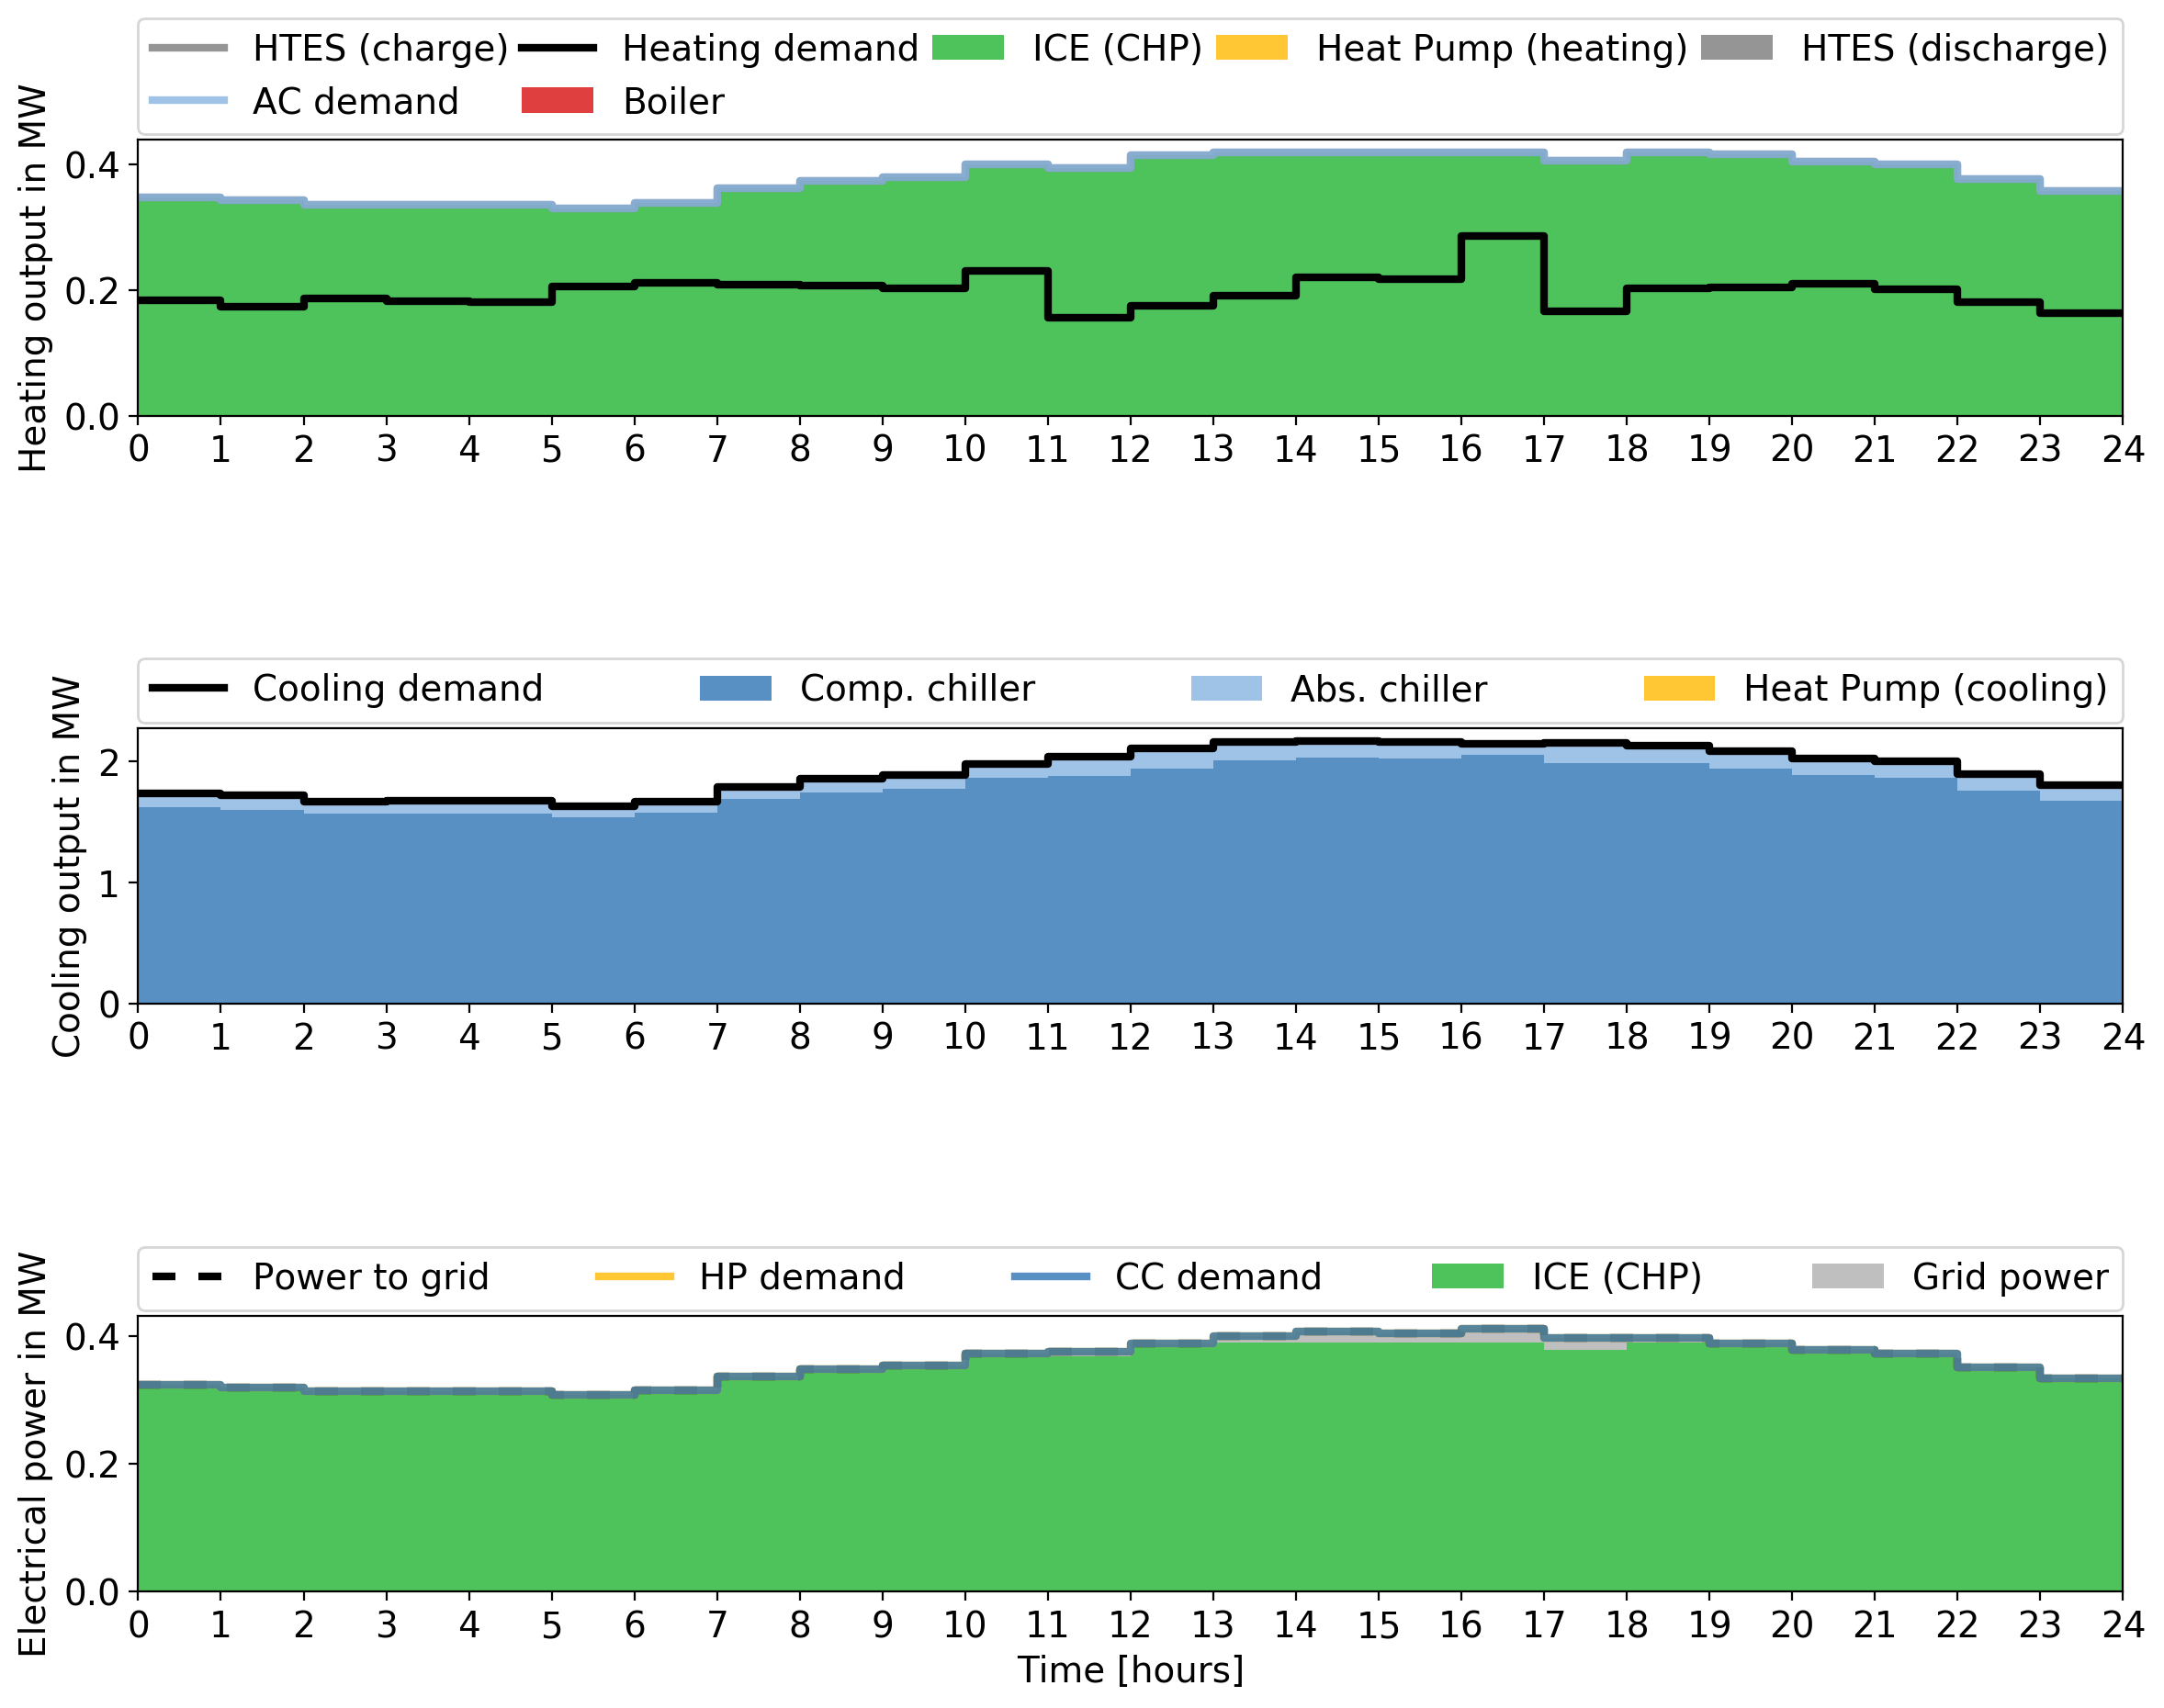 HTES (charge) Heating demand ICE (CHP) Heat Pump (heating) HTES (discharge)
AC demand Boiler
Heating output in MW
0.4
0.2
0.0
0 1 2 3 4 5 6 7 8 9 10 11 12 13 14 15 16 17 18 19 20 21 22 23 24
Cooling demand Comp. chiller Abs. chiller Heat Pump (cooling)
Cooling output in MW
2
1
0
0 1 2 3 4 5 6 7 8 9 10 11 12 13 14 15 16 17 18 19 20 21 22 23 24
Power to grid HP demand CC demand ICE (CHP) Grid power
Electrical power in MW
0.4
0.2
0.0
0 1 2 3 4 5 6 7 8 9 10 11 12 13 14 15 16 17 18 19 20 21 22 23 24
Time [hours]